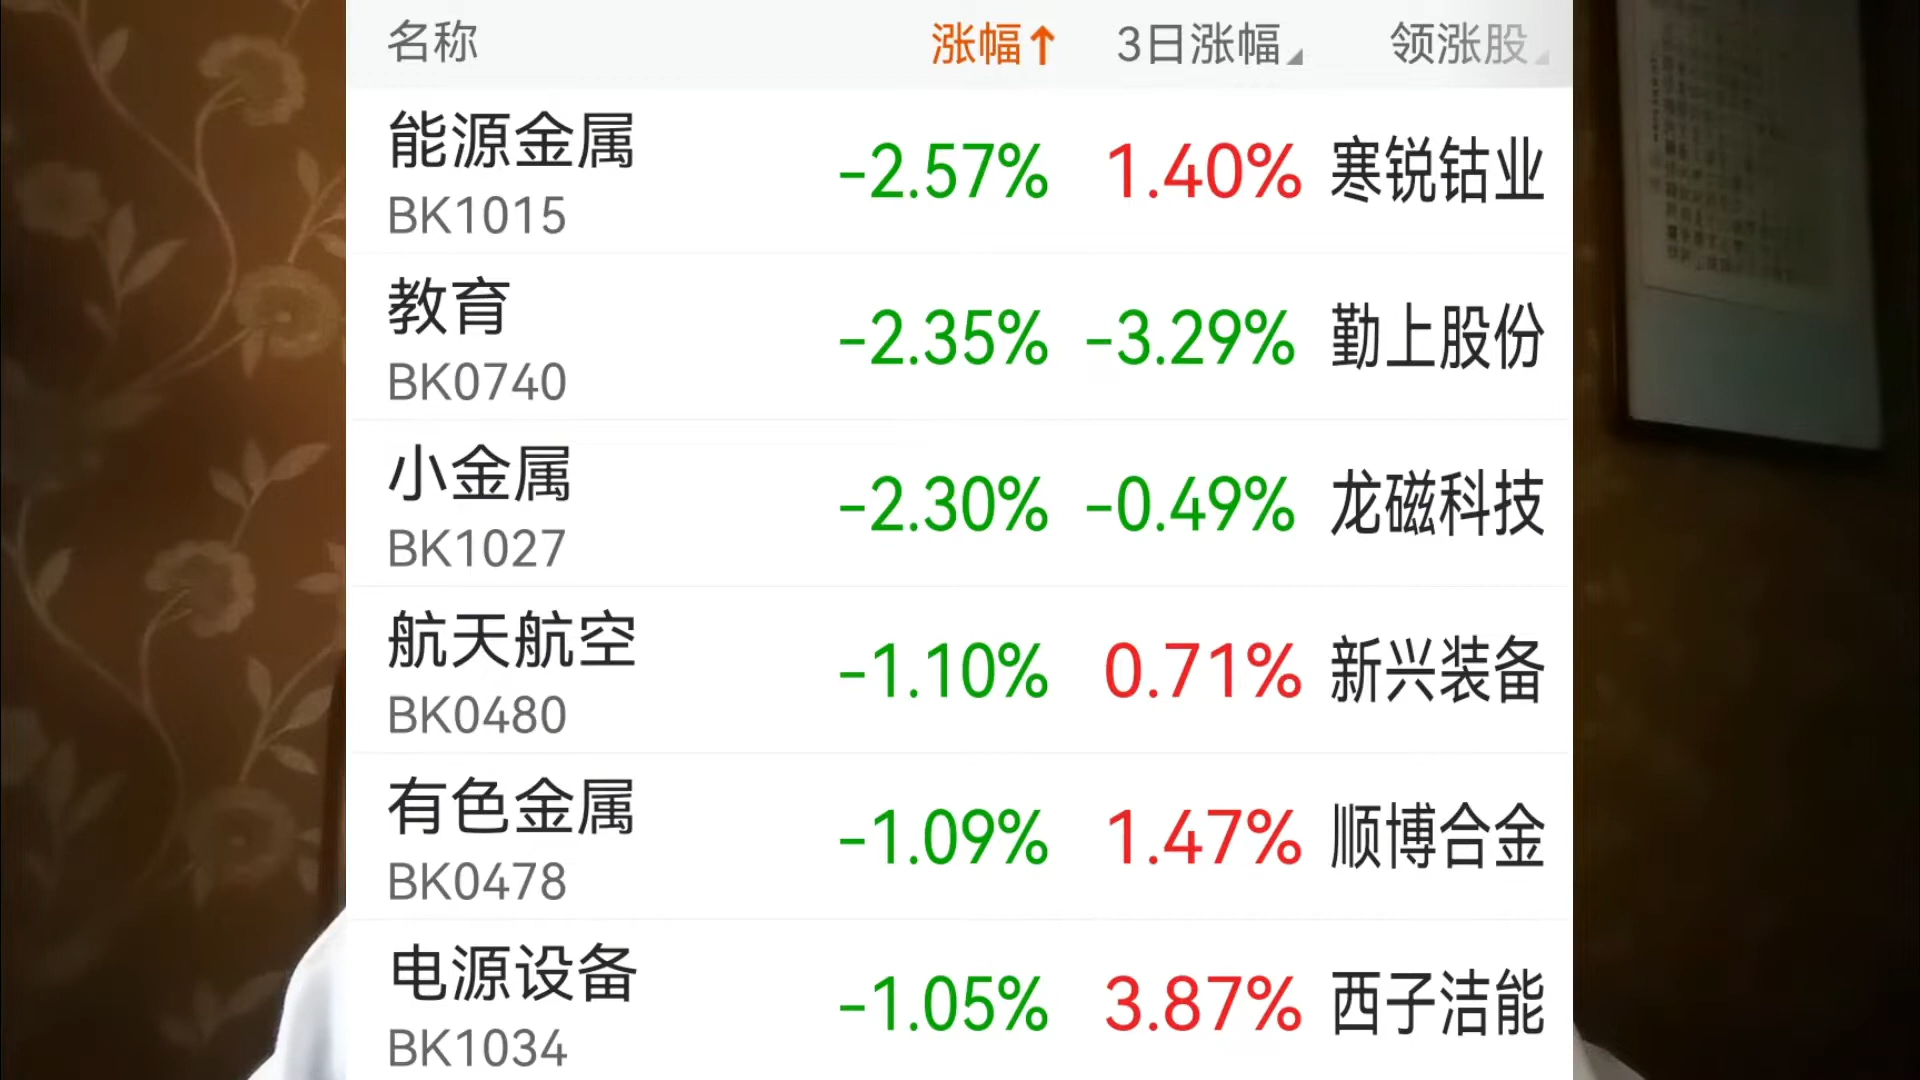 名称 涨幅↑ 3日涨幅 领涨股
能源金属 -2.57% 1.40% 寒锐钴业
BK1015
教育 -2.35% -3.29% 勤上股份
BK0740
小金属 -2.30% -0.49% 龙磁科技
BK1027
航天航空 -1.10% 0.71% 新兴装备
BK0480
有色金属 -1.09% 1.47% 顺博合金
BK0478
电源设备 -1.05% 3.87% 西子洁能
BK1034